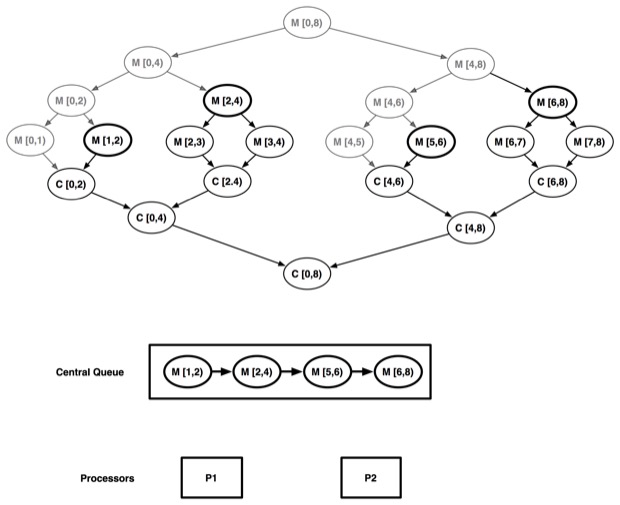 M [0,8)
M [0,4)
M [4,8)
M [0,2)
M [2,4)
M [4,6)
M [6,8)
M [0,1)
M [1,2)
M [2,3)
M [3,4)
M [4,5)
M [5,6)
M [6,7)
M [7,8)
C [0,2)
C [2.4)
C [4,6)
C [6,8)
C [0,4)
C [4,8)
C [0,8)
Central Queue
M [1,2)
M [2,4)
M [5,6)
M [6,8)
Processors
P1
P2